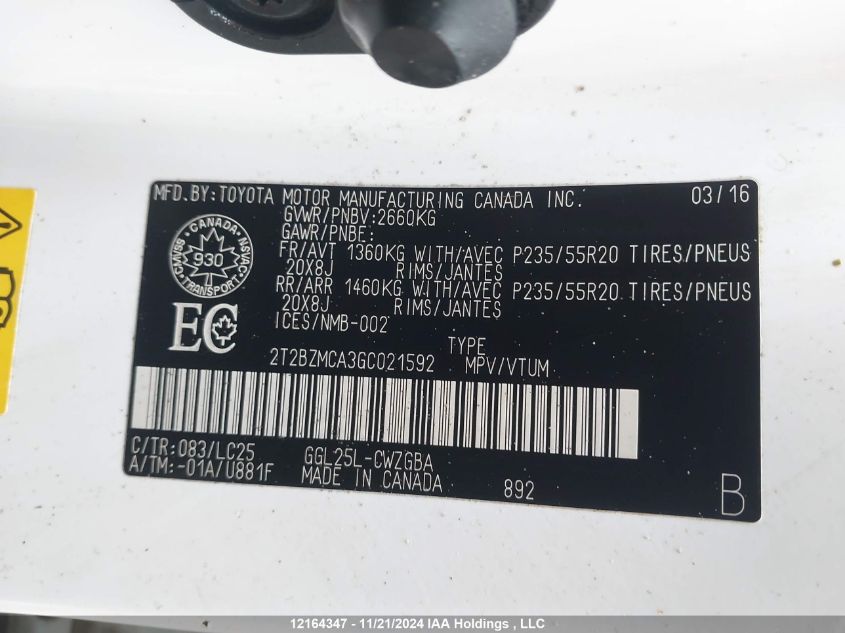 MFD.BY:TOYOTA MOTOR MANUFACTURING CANADA INC. 03/16
GVWR/PNBV:2660KG
GAWR/PNBE:
FR/AVT 1360KG WITH/AVEC P235/55R20 TIRES/PNEUS
20X8J RIMS/JANTES
RR/ARR 1460KG WITH/AVEC P235/55R20 TIRES/PNEUS
20X8J RIMS/JANTES
ICES/NMB-002
CANADA
CMVSS 930 NSVAC
TRANSPORT
EC
TYPE
2T2BZMCA3GC021592 MPV/VTUM
C/TR:083/LC25 GGL25L-CWZGBA
A/TM:-01A/U881F MADE IN CANADA 892
B
12164347 - 11/21/2024 IAA Holdings , LLC